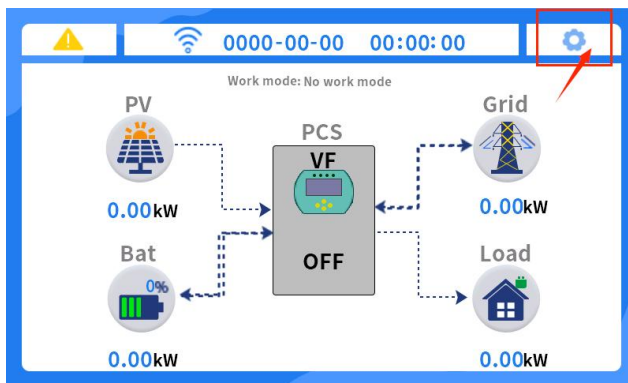 0000-00-00 00:00:00
Work mode: No work mode
PV
PCS
Grid
VF
0.00kW
0.00kW
Bat
OFF
Load
0%
0.00kW
0.00kW